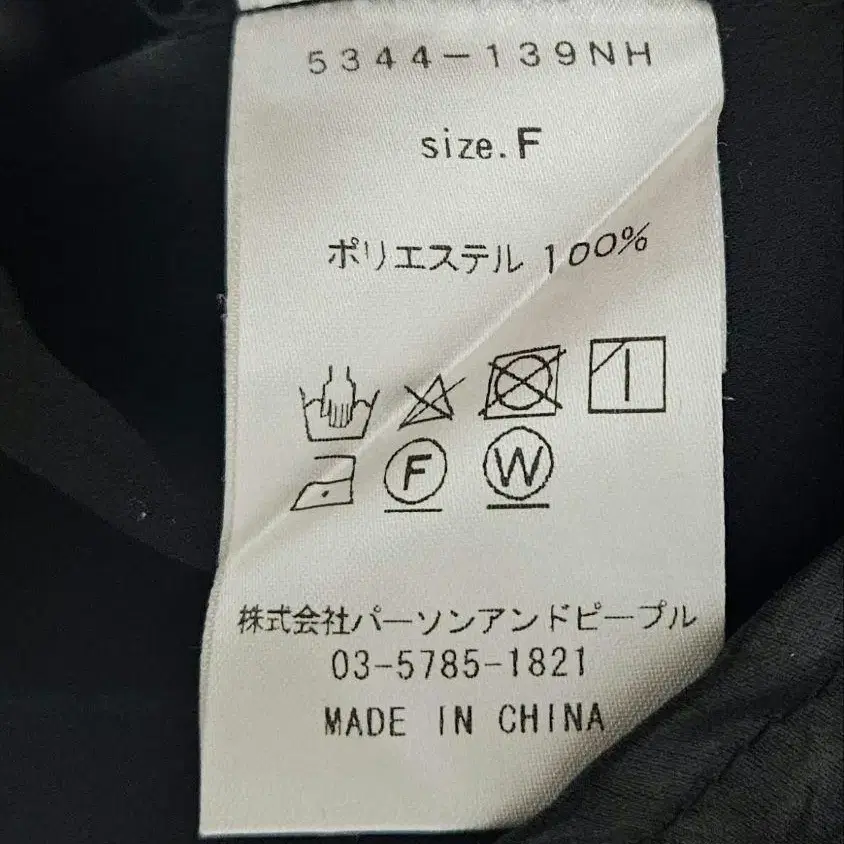 5344-139NH
size.F
ポリエステル 100%
F W
株式会社パーソンアンドピープル
03-5785-1821
MADE IN CHINA